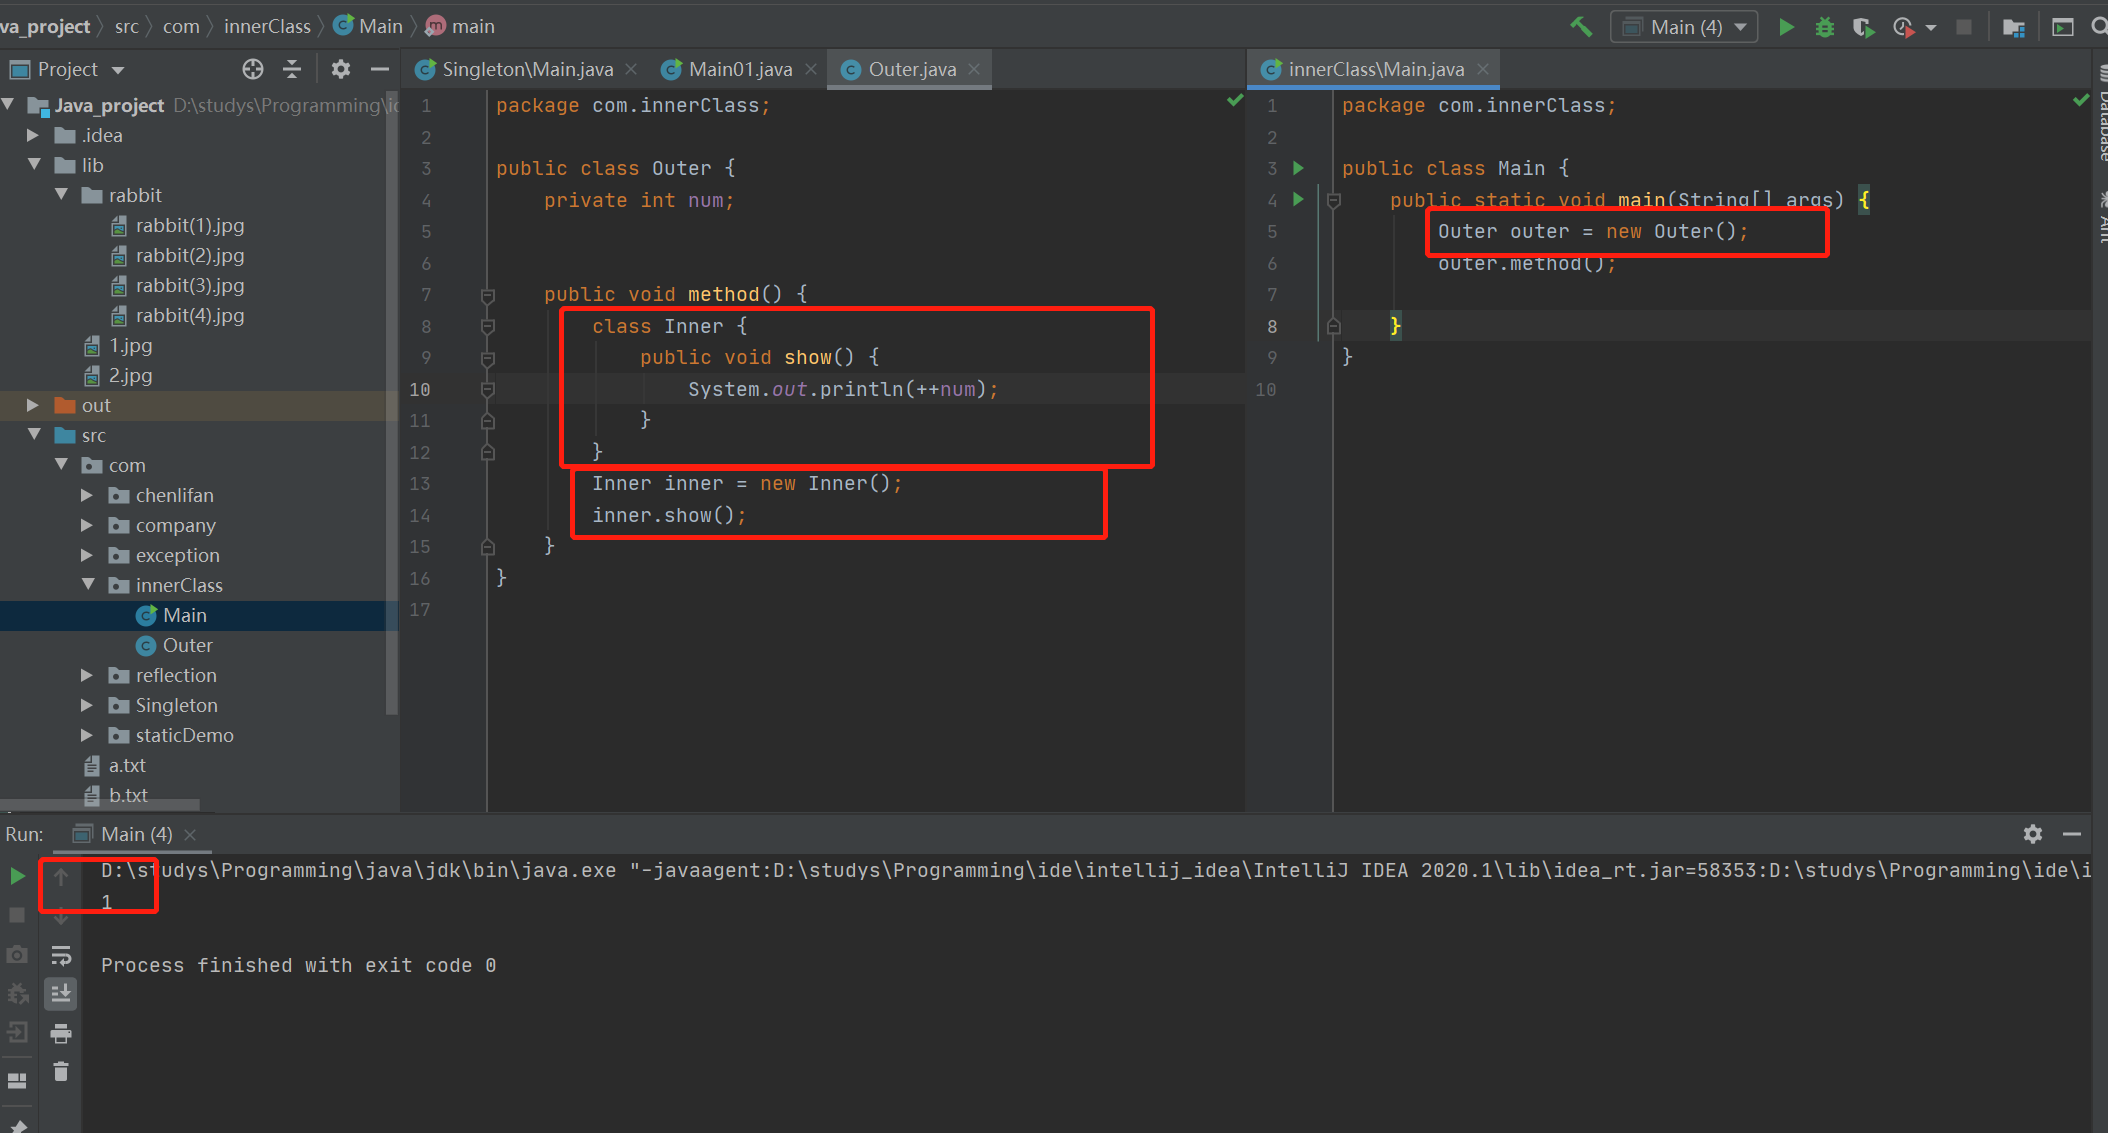 va_project › src › com › innerClass › Main › main
Main (4)
Project
Singleton\Main.java
Main01.java
Outer.java
innerClass\Main.java
Java_project D:\studys\Programming\id
.idea
lib
rabbit
rabbit(1).jpg
rabbit(2).jpg
rabbit(3).jpg
rabbit(4).jpg
1.jpg
2.jpg
out
src
com
chenlifan
company
exception
innerClass
Main
Outer
reflection
Singleton
staticDemo
a.txt
b.txt
1 package com.innerClass;
2
3 public class Outer {
4 private int num;
5
6
7 public void method() {
8 class Inner {
9 public void show() {
10 System.out.println(++num);
11 }
12 }
13 Inner inner = new Inner();
14 inner.show();
15 }
16 }
17
1 package com.innerClass;
2
3 public class Main {
4 public static void main(String[] args) {
5 Outer outer = new Outer();
6 outer.method();
7
8 }
9 }
10
Database
Ant
Run: Main (4)
D:\studys\Programming\java\jdk\bin\java.exe "-javaagent:D:\studys\Programming\ide\intellij_idea\IntelliJ IDEA 2020.1\lib\idea_rt.jar=58353:D:\studys\Programming\ide\i
1
Process finished with exit code 0